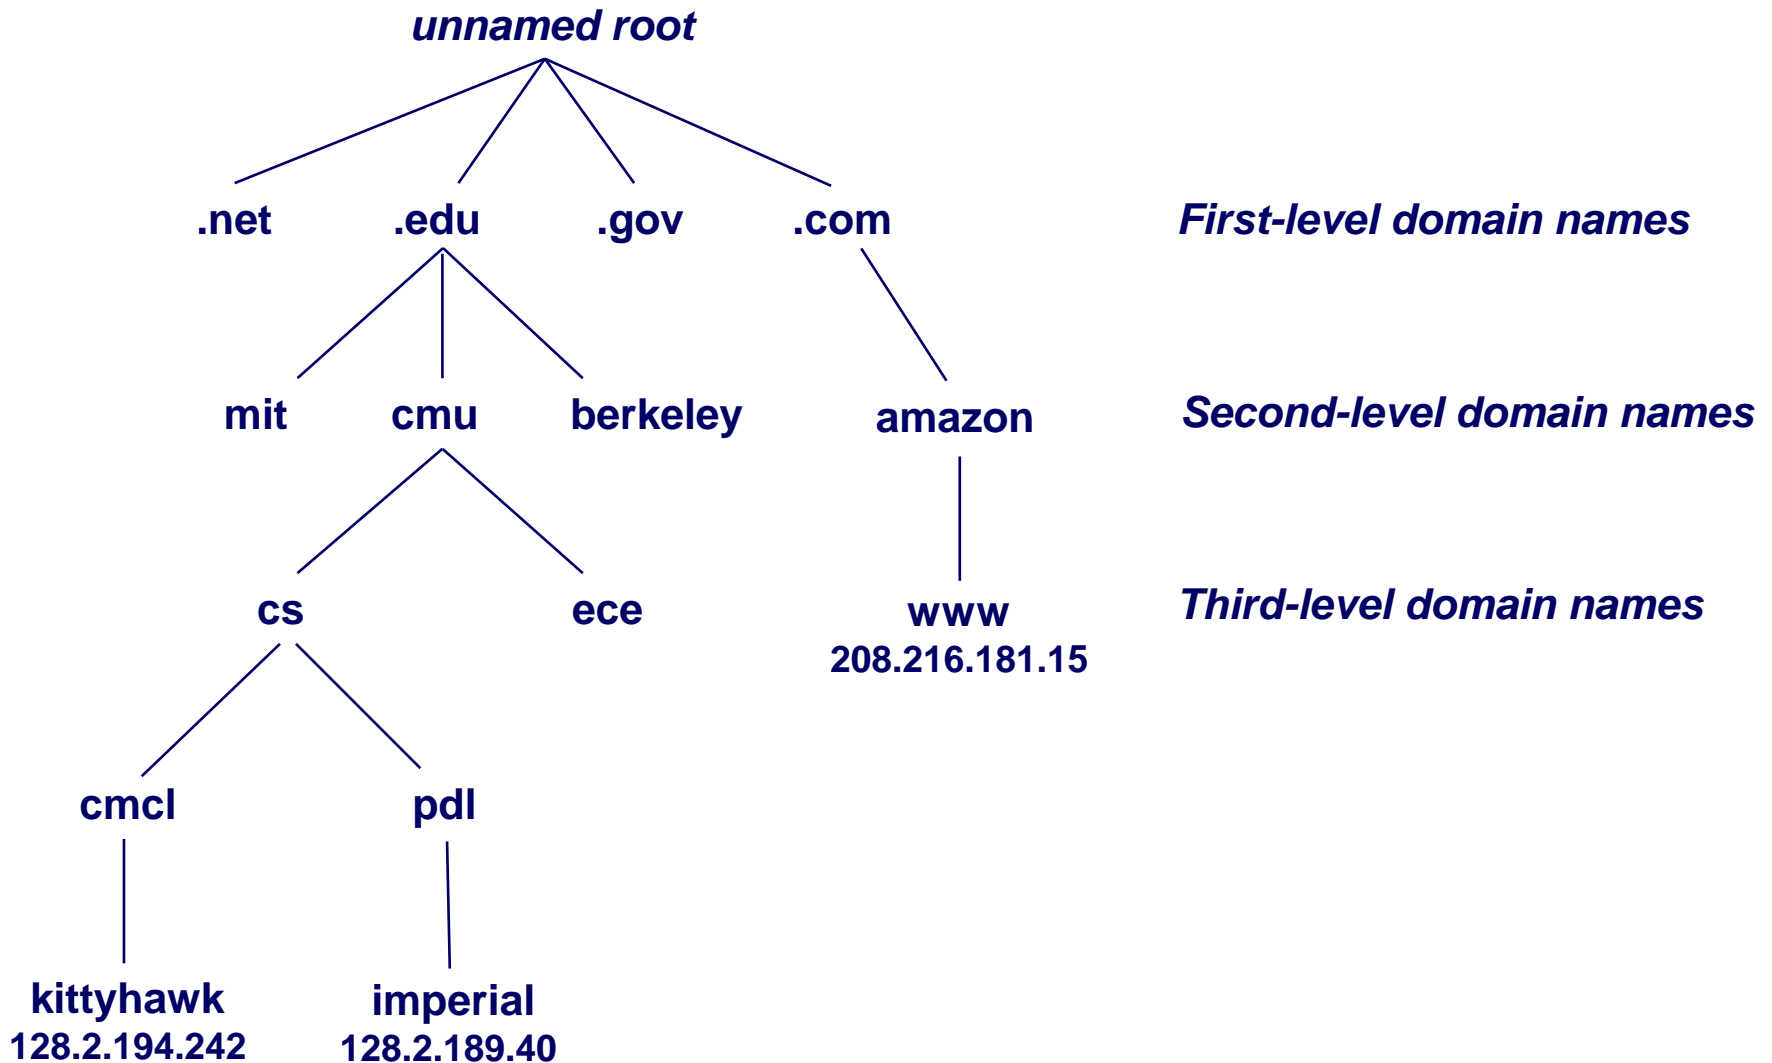 unnamed root
.net .edu .gov .com First-level domain names
mit cmu berkeley amazon Second-level domain names
cs ece www Third-level domain names
208.216.181.15
cmcl pdl
kittyhawk imperial
128.2.194.242 128.2.189.40